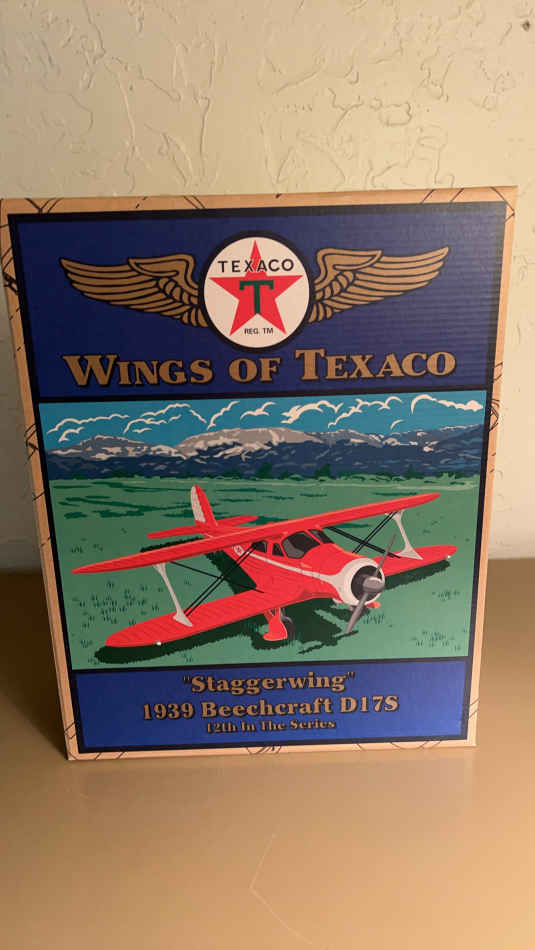 TEXACO
T
REG. TM
WINGS OF TEXACO
"Staggerwing"
1939 Beechcraft D17S
12th In The Series